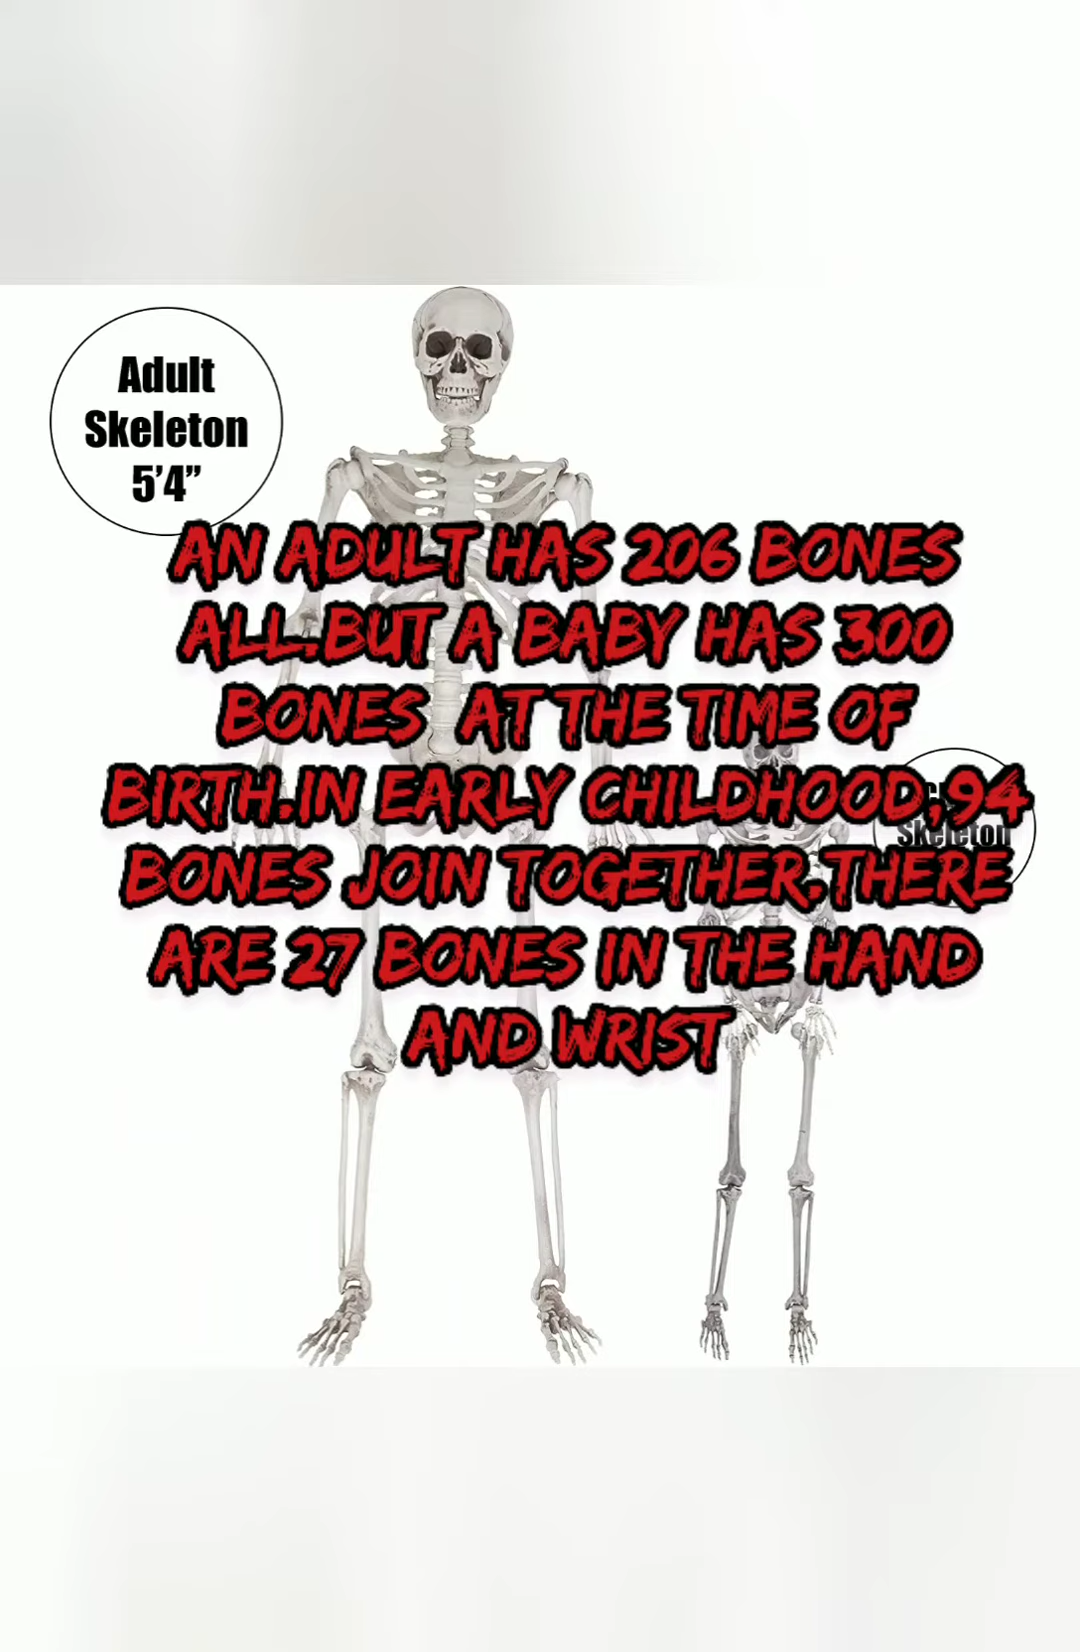 Adult
Skeleton
5'4"
AN ADULT HAS 206 BONES
ALL.BUT A BABY HAS 300
BONES AT THE TIME OF
BIRTH.IN EARLY CHILDHOOD,94
BONES JOIN TOGETHER.THERE
ARE 27 BONES IN THE HAND
AND WRIST
Skeleton